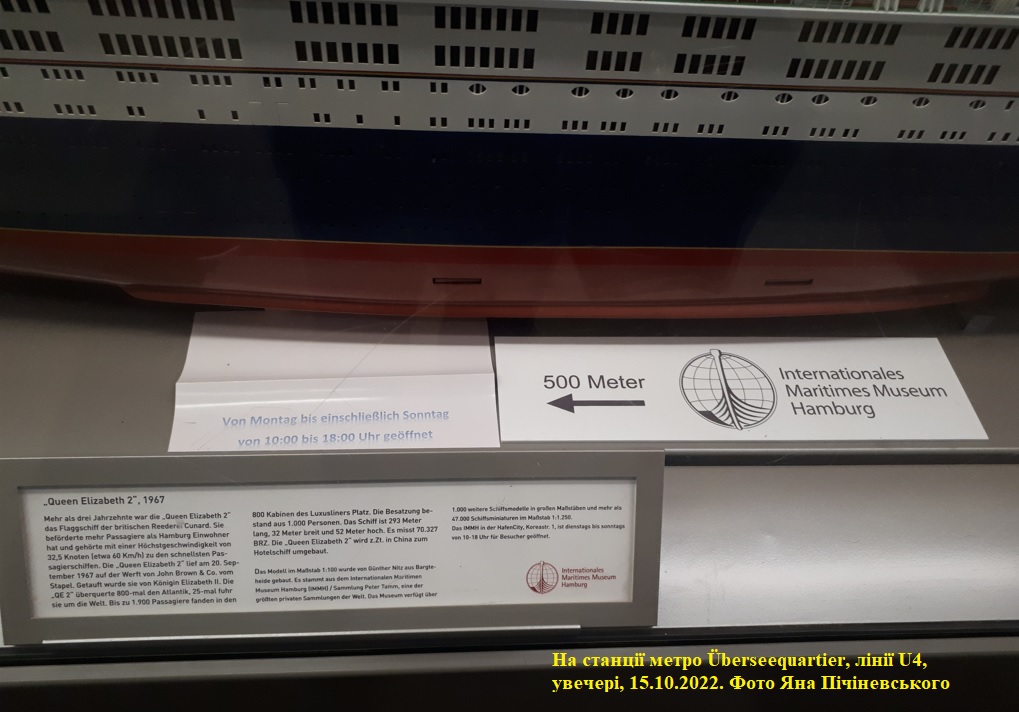 500 Meter
Internationales
Maritimes Museum
Hamburg
Von Montag bis einschließlich Sonntag
von 10:00 bis 18:00 Uhr geöffnet
„Queen Elizabeth 2“, 1967
Mehr als drei Jahrzehnte war die „Queen Elizabeth 2“
das Flaggschiff der britischen Reederei Cunard. Sie
beförderte mehr Passagiere als Hamburg Einwohner
hat und gehörte mit einer Höchstgeschwindigkeit von
32,5 Knoten (etwa 60 Km/h) zu den schnellsten Pas-
sagierschiffen. Die „Queen Elizabeth 2“ lief am 20. Sep-
tember 1967 auf der Werft von John Brown & Co. vom
Stapel. Getauft wurde sie von Königin Elizabeth II. Die
„QE 2“ überquerte 800-mal den Atlantik, 25-mal fuhr
sie um die Welt. Bis zu 1.900 Passagiere fanden in den
800 Kabinen des Luxusliners Platz. Die Besatzung be-
stand aus 1.000 Personen. Das Schiff ist 293 Meter
lang, 32 Meter breit und 52 Meter hoch. Es misst 70.327
BRZ. Die „Queen Elizabeth 2“ wird z.Zt. in China zum
Hotelschiff umgebaut.
Das Modell im Maßstab 1:100 wurde von Günther Nitz aus Bargte-
heide gebaut. Es stammt aus dem Internationalen Maritimen
Museum Hamburg (IMMH) / Sammlung Peter Tamm, eine der
größten privaten Sammlungen der Welt. Das Museum verfügt über
1.000 weitere Schiffsmodelle in großen Maßstäben und mehr als
47.000 Schiffsminiaturen im Maßstab 1:1.250.
Das IMMH in der HafenCity, Koreastr. 1, ist dienstags bis sonntags
von 10-18 Uhr für Besucher geöffnet.
Internationales
Maritimes Museum
Hamburg
На станції метро Überseequartier, лінії U4,
увечері, 15.10.2022. Фото Яна Пічіневського